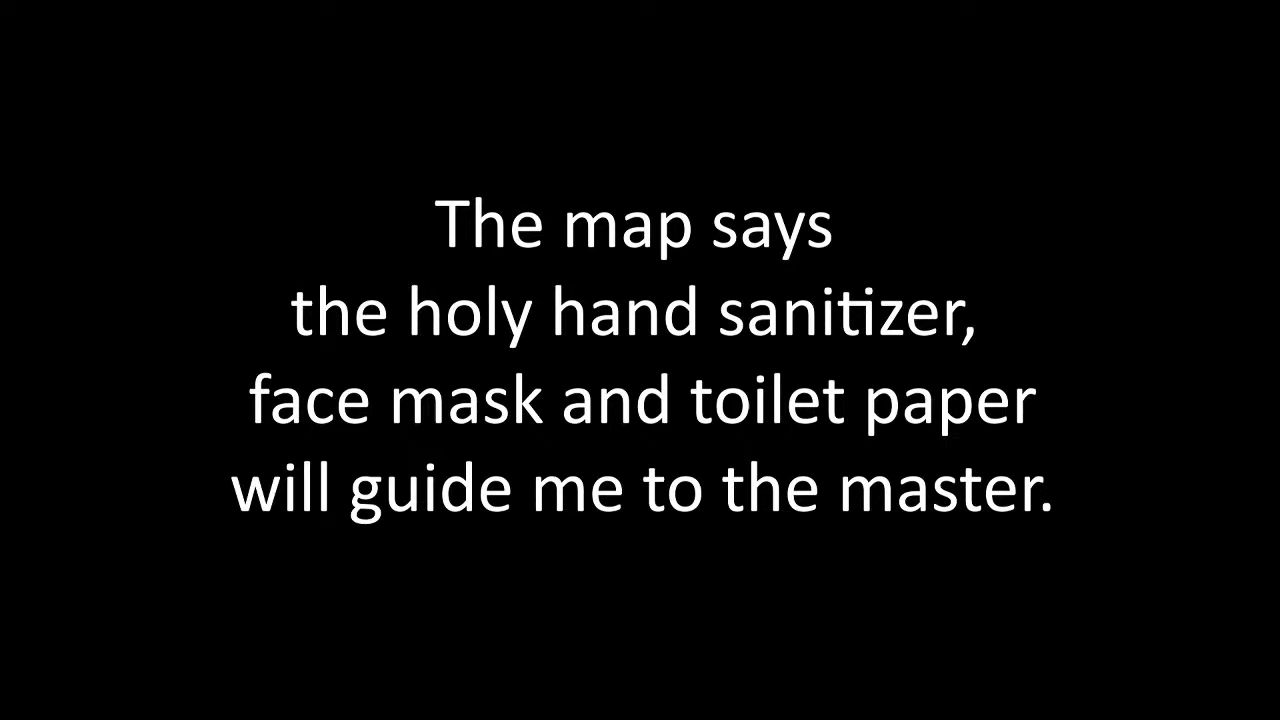 The map says
the holy hand sanitizer,
face mask and toilet paper
will guide me to the master.